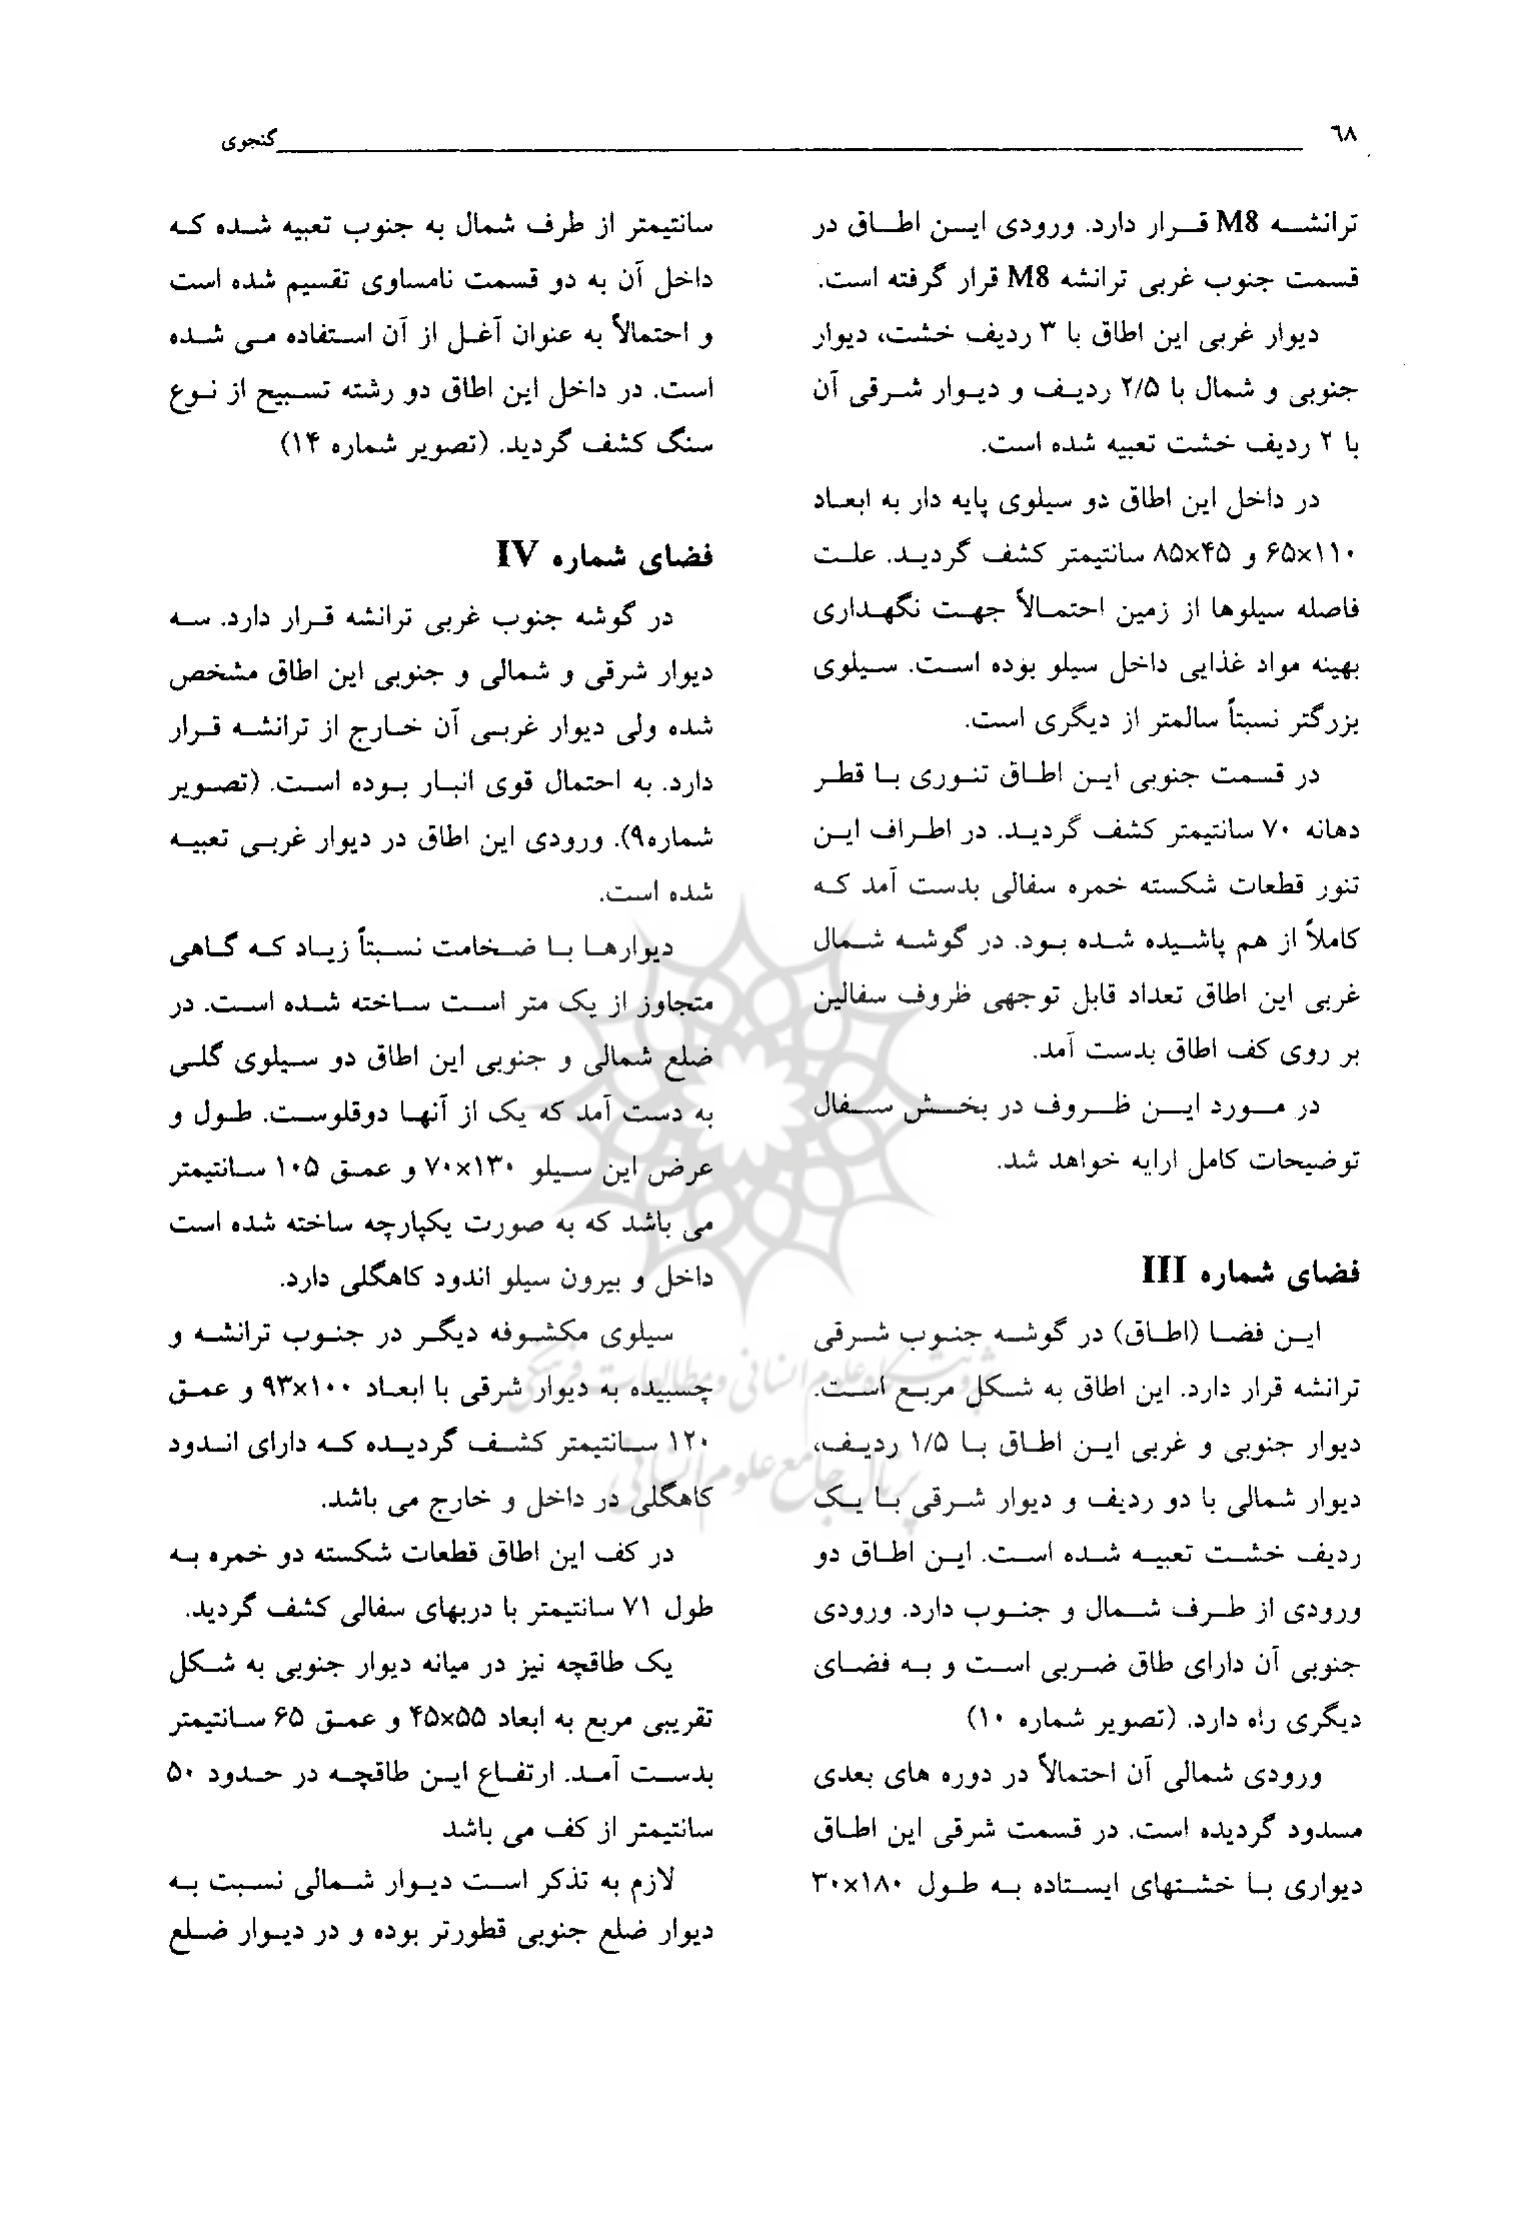 ۶۸
گنجوی
ترانشه M8 قرار دارد. ورودی این اطاق در
قسمت جنوب غربی ترانشه M8 قرار گرفته است.
دیوار غربی این اطاق با ۳ ردیف خشت، دیوار
جنوبی و شمال با ۲/۵ ردیف و دیوار شرقی آن
با ۲ ردیف خشت تعبیه شده است.
در داخل این اطاق دو سیلوی پایه دار به ابعاد
۶۵x۱۱۰ و ۸۵x۴۵ سانتیمتر کشف گردید. علت
فاصله سیلوها از زمین احتمالاً جهت نگهداری
بهینه مواد غذایی داخل سیلو بوده است. سیلوی
بزرگتر نسبتاً سالمتر از دیگری است.
در قسمت جنوبی این اطاق تنوری با قطر
دهانه ۷۰ سانتیمتر کشف گردید. در اطراف این
تنور قطعات شکسته خمره سفالی بدست آمد که
کاملاً از هم پاشیده شده بود. در گوشه شمال
غربی این اطاق تعداد قابل توجهی ظروف سفالین
بر روی کف اطاق بدست آمد.
در مورد این ظروف در بخش سفال
توضیحات کامل ارایه خواهد شد.
فضای شماره III
این فضا (اطاق) در گوشه جنوب شرقی
ترانشه قرار دارد. این اطاق به شکل مربع است.
دیوار جنوبی و غربی این اطاق با ۱/۵ ردیف،
دیوار شمالی با دو ردیف و دیوار شرقی با یک
ردیف خشت تعبیه شده است. این اطاق دو
ورودی از طرف شمال و جنوب دارد. ورودی
جنوبی آن دارای طاق ضربی است و به فضای
دیگری راه دارد. (تصویر شماره ۱۰)
ورودی شمالی آن احتمالاً در دوره های بعدی
مسدود گردیده است. در قسمت شرقی این اطاق
دیواری با خشتهای ایستاده به طول ۳۰x۱۸۰
سانتیمتر از طرف شمال به جنوب تعبیه شده که
داخل آن به دو قسمت نامساوی تقسیم شده است
و احتمالاً به عنوان آغل از آن استفاده می شده
است. در داخل این اطاق دو رشته تسبیح از نوع
سنگ کشف گردید. (تصویر شماره ۱۴)
فضای شماره IV
در گوشه جنوب غربی ترانشه قرار دارد. سه
دیوار شرقی و شمالی و جنوبی این اطاق مشخص
شده ولی دیوار غربی آن خارج از ترانشه قرار
دارد. به احتمال قوی انبار بوده است. (تصویر
شماره۹). ورودی این اطاق در دیوار غربی تعبیه
شده است.
دیوارها با ضخامت نسبتاً زیاد که گاهی
متجاوز از یک متر است ساخته شده است. در
ضلع شمالی و جنوبی این اطاق دو سیلوی گلی
به دست آمد که یک از آنها دوقلوست. طول و
عرض این سیلو ۷۰x۱۳۰ و عمق ۱۰۵ سانتیمتر
می باشد که به صورت یکپارچه ساخته شده است
داخل و بیرون سیلو اندود کاهگلی دارد.
سیلوی مکشوفه دیگر در جنوب ترانشه و
چسبیده به دیوار شرقی با ابعاد ۹۳x۱۰۰ و عمق
۱۲۰ سانتیمتر کشف گردیده که دارای اندود
کاهگلی در داخل و خارج می باشد.
در کف این اطاق قطعات شکسته دو خمره به
طول ۷۱ سانتیمتر با دربهای سفالی کشف گردید.
یک طاقچه نیز در میانه دیوار جنوبی به شکل
تقریبی مربع به ابعاد ۴۵x۵۵ و عمق ۶۵ سانتیمتر
بدست آمد. ارتفاع این طاقچه در حدود ۵۰
سانتیمتر از کف می باشد
لازم به تذکر است دیوار شمالی نسبت به
دیوار ضلع جنوبی قطورتر بوده و در دیوار ضلع
پژوهشگاه علوم انسانی و مطالعات فرهنگی
پرتال جامع علوم انسانی